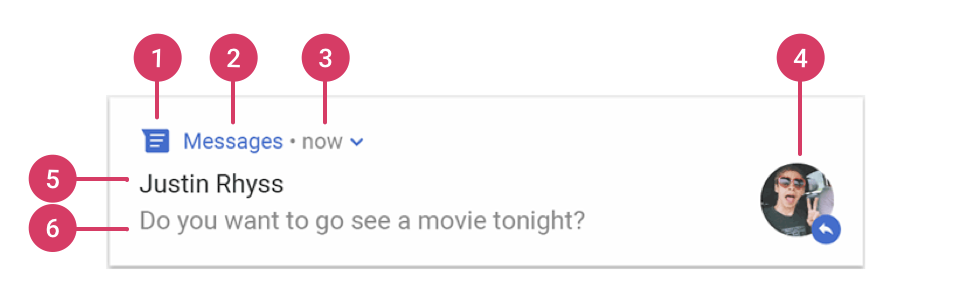 1 2 3 4
Messages • now
5 Justin Rhyss
6 Do you want to go see a movie tonight?